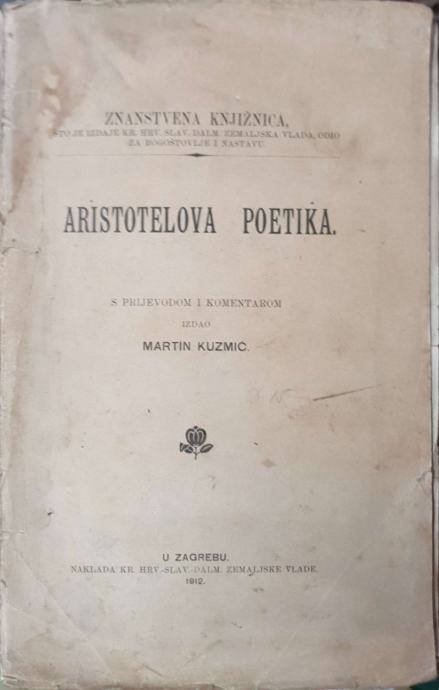 ZNANSTVENA KNJIŽNICA,
ŠTO JE IZDAJE KR. HRV. SLAV. DALM. ZEMALJSKA VLADA, ODIO
ZA BOGOŠTOVLJE I NASTAVU.
ARISTOTELOVA POETIKA.
S PRIJEVODOM I KOMENTAROM
IZDAO
MARTIN KUZMIĆ.
U ZAGREBU.
NAKLADA KR. HRV.-SLAV.-DALM. ZEMALJSKE VLADE.
1912.